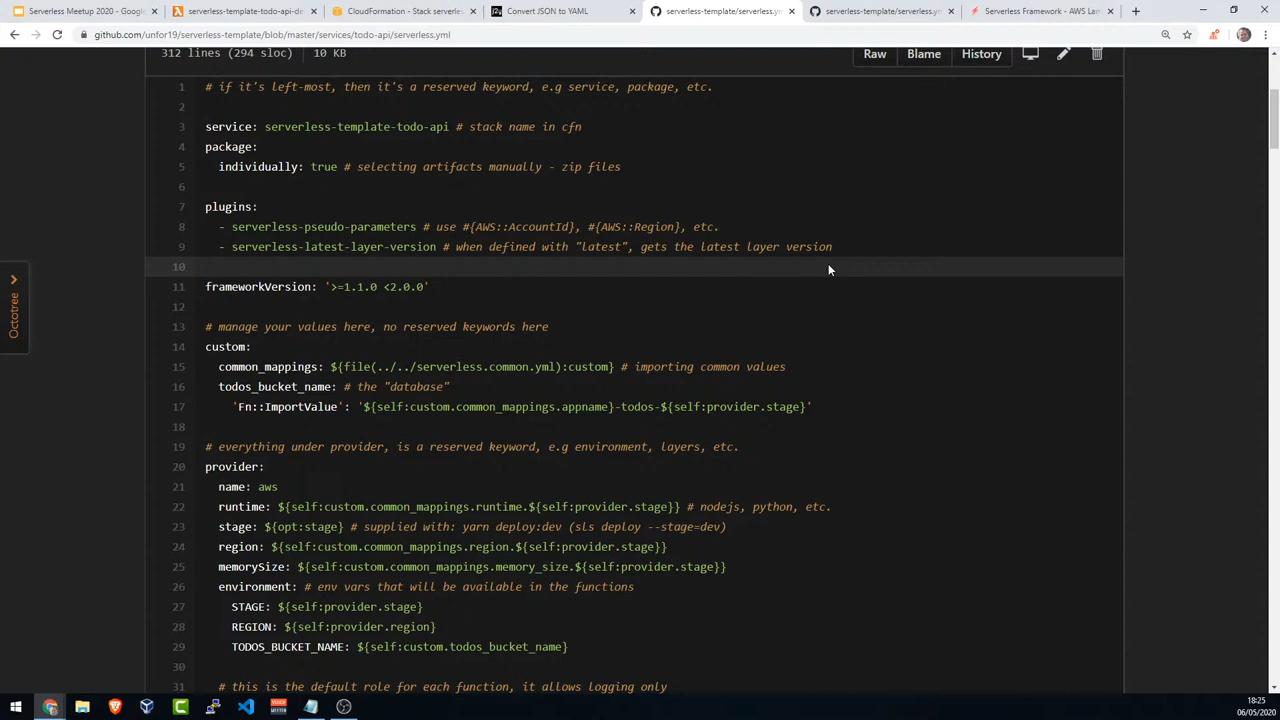 Serverless Meetup 2020 - Google
serverless-template-todo-api-de
CloudFormation - Stack serverles
Convert JSON to YAML
serverless-template/serverless.ym
serverless-template/serverless.ym
Serverless Framework - AWS Lam
github.com/unfor19/serverless-template/blob/master/services/todo-api/serverless.yml
312 lines (294 sloc) 10 KB
Raw Blame History
1 # if it's left-most, then it's a reserved keyword, e.g service, package, etc.
2
3 service: serverless-template-todo-api # stack name in cfn
4 package:
5 individually: true # selecting artifacts manually - zip files
6
7 plugins:
8 - serverless-pseudo-parameters # use #{AWS::AccountId}, #{AWS::Region}, etc.
9 - serverless-latest-layer-version # when defined with "latest", gets the latest layer version
10
11 frameworkVersion: '>=1.1.0 <2.0.0'
12
13 # manage your values here, no reserved keywords here
14 custom:
15 common_mappings: ${file(../../serverless.common.yml):custom} # importing common values
16 todos_bucket_name: # the "database"
17 'Fn::ImportValue': '${self:custom.common_mappings.appname}-todos-${self:provider.stage}'
18
19 # everything under provider, is a reserved keyword, e.g environment, layers, etc.
20 provider:
21 name: aws
22 runtime: ${self:custom.common_mappings.runtime.${self:provider.stage}} # nodejs, python, etc.
23 stage: ${opt:stage} # supplied with: yarn deploy:dev (sls deploy --stage=dev)
24 region: ${self:custom.common_mappings.region.${self:provider.stage}}
25 memorySize: ${self:custom.common_mappings.memory_size.${self:provider.stage}}
26 environment: # env vars that will be available in the functions
27 STAGE: ${self:provider.stage}
28 REGION: ${self:provider.region}
29 TODOS_BUCKET_NAME: ${self:custom.todos_bucket_name}
30
31 # this is the default role for each function, it allows logging only
Octotree
18:25
06/05/2020